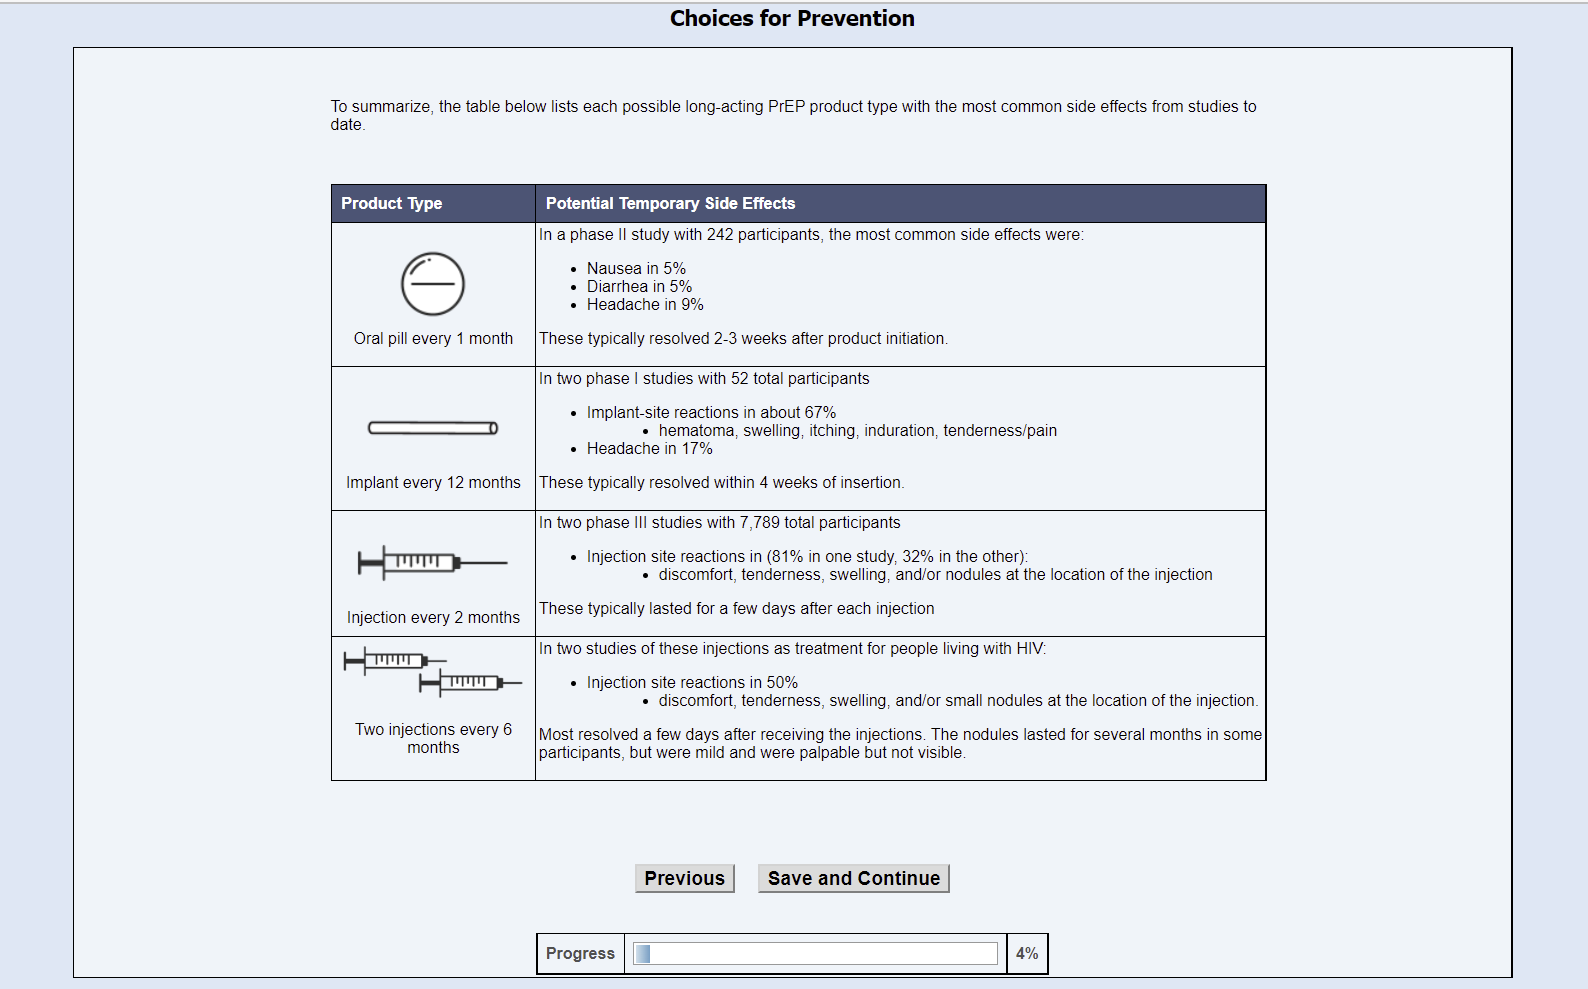 Choices for Prevention
To summarize, the table below lists each possible long-acting PrEP product type with the most common side effects from studies to
date.
Product Type
Potential Temporary Side Effects
Oral pill every 1 month
In a phase II study with 242 participants, the most common side effects were:
• Nausea in 5%
• Diarrhea in 5%
• Headache in 9%
These typically resolved 2-3 weeks after product initiation.
Implant every 12 months
In two phase I studies with 52 total participants
• Implant-site reactions in about 67%
• hematoma, swelling, itching, induration, tenderness/pain
• Headache in 17%
These typically resolved within 4 weeks of insertion.
Injection every 2 months
In two phase III studies with 7,789 total participants
• Injection site reactions in (81% in one study, 32% in the other):
• discomfort, tenderness, swelling, and/or nodules at the location of the injection
These typically lasted for a few days after each injection
Two injections every 6
months
In two studies of these injections as treatment for people living with HIV:
• Injection site reactions in 50%
• discomfort, tenderness, swelling, and/or small nodules at the location of the injection.
Most resolved a few days after receiving the injections. The nodules lasted for several months in some
participants, but were mild and were palpable but not visible.
Previous
Save and Continue
Progress
4%